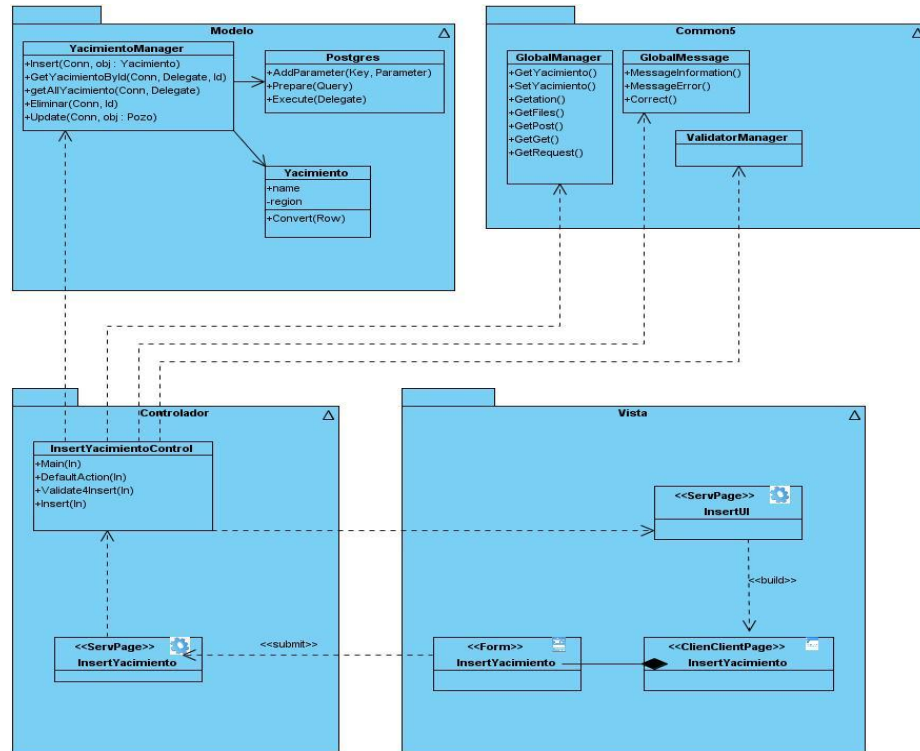 Modelo
YacimientoManager
+Insert(Conn, obj : Yacimiento)
+GetYacimientoById(Conn, Delegate, Id)
+getAllYacimiento(Conn, Delegate)
+Eliminar(Conn, Id)
+Update(Conn, obj : Pozo)
Postgres
+AddParameter(Key, Parameter)
+Prepare(Query)
+Execute(Delegate)
Yacimiento
+name
-region
+Convert(Row)
Common5
GlobalManager
+GetYacimiento()
+SetYacimiento()
+Getation()
+GetFiles()
+GetPost()
+GetGet()
+GetRequest()
GlobalMessage
+MessageInformation()
+MessageError()
+Correct()
ValidatorManager
Controlador
InsertYacimientoControl
+Main(In)
+DefaultAction(In)
+Validate4Insert(In)
+Insert(In)
<<ServPage>>
InsertYacimiento
<<submit>>
Vista
<<ServPage>>
InsertUI
<<build>>
<<Form>>
InsertYacimiento
<<ClienClientPage>>
InsertYacimiento